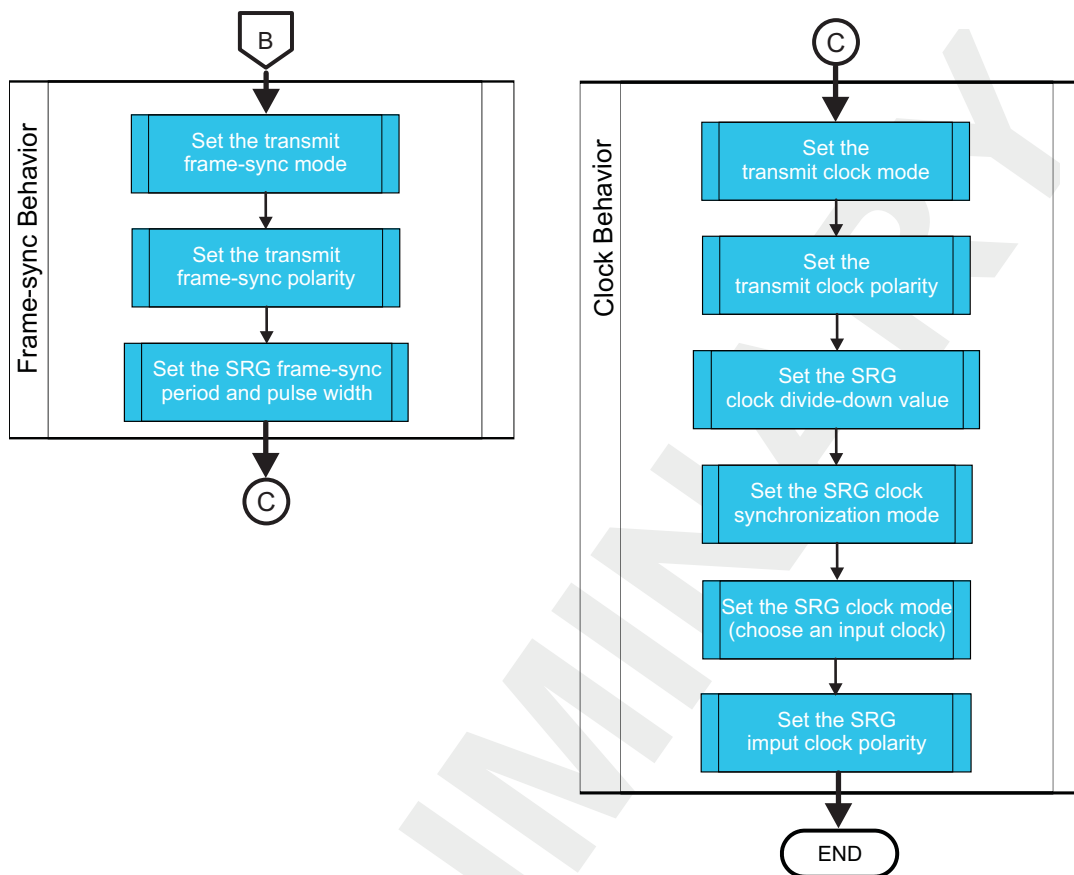 B
Frame-sync Behavior
Set the transmit
frame-sync mode
Set the transmit
frame-sync polarity
Set the SRG frame-sync
period and pulse width
C
C
Clock Behavior
Set the
transmit clock mode
Set the
transmit clock polarity
Set the SRG
clock divide-down value
Set the SRG clock
synchronization mode
Set the SRG clock mode
(choose an input clock)
Set the SRG
imput clock polarity
END
IMINARY